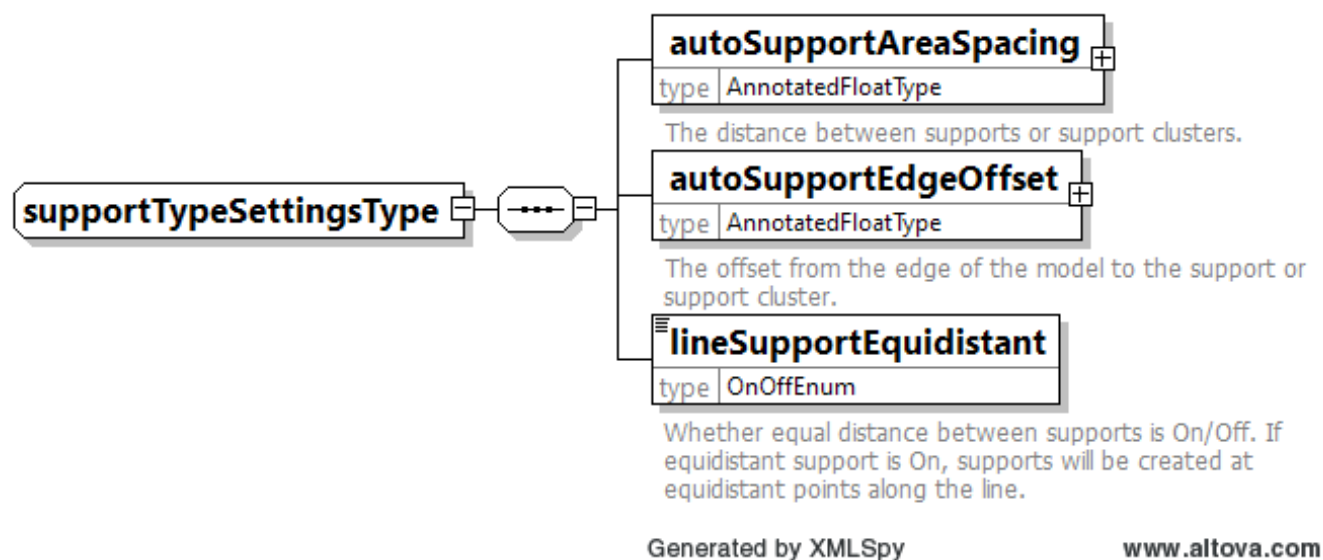 autoSupportAreaSpacing
type AnnotatedFloatType
The distance between supports or support clusters.
supportTypeSettingsType
autoSupportEdgeOffset
type AnnotatedFloatType
The offset from the edge of the model to the support or
support cluster.
lineSupportEquidistant
type OnOffEnum
Whether equal distance between supports is On/Off. If
equidistant support is On, supports will be created at
equidistant points along the line.
Generated by XMLSpy www.altova.com